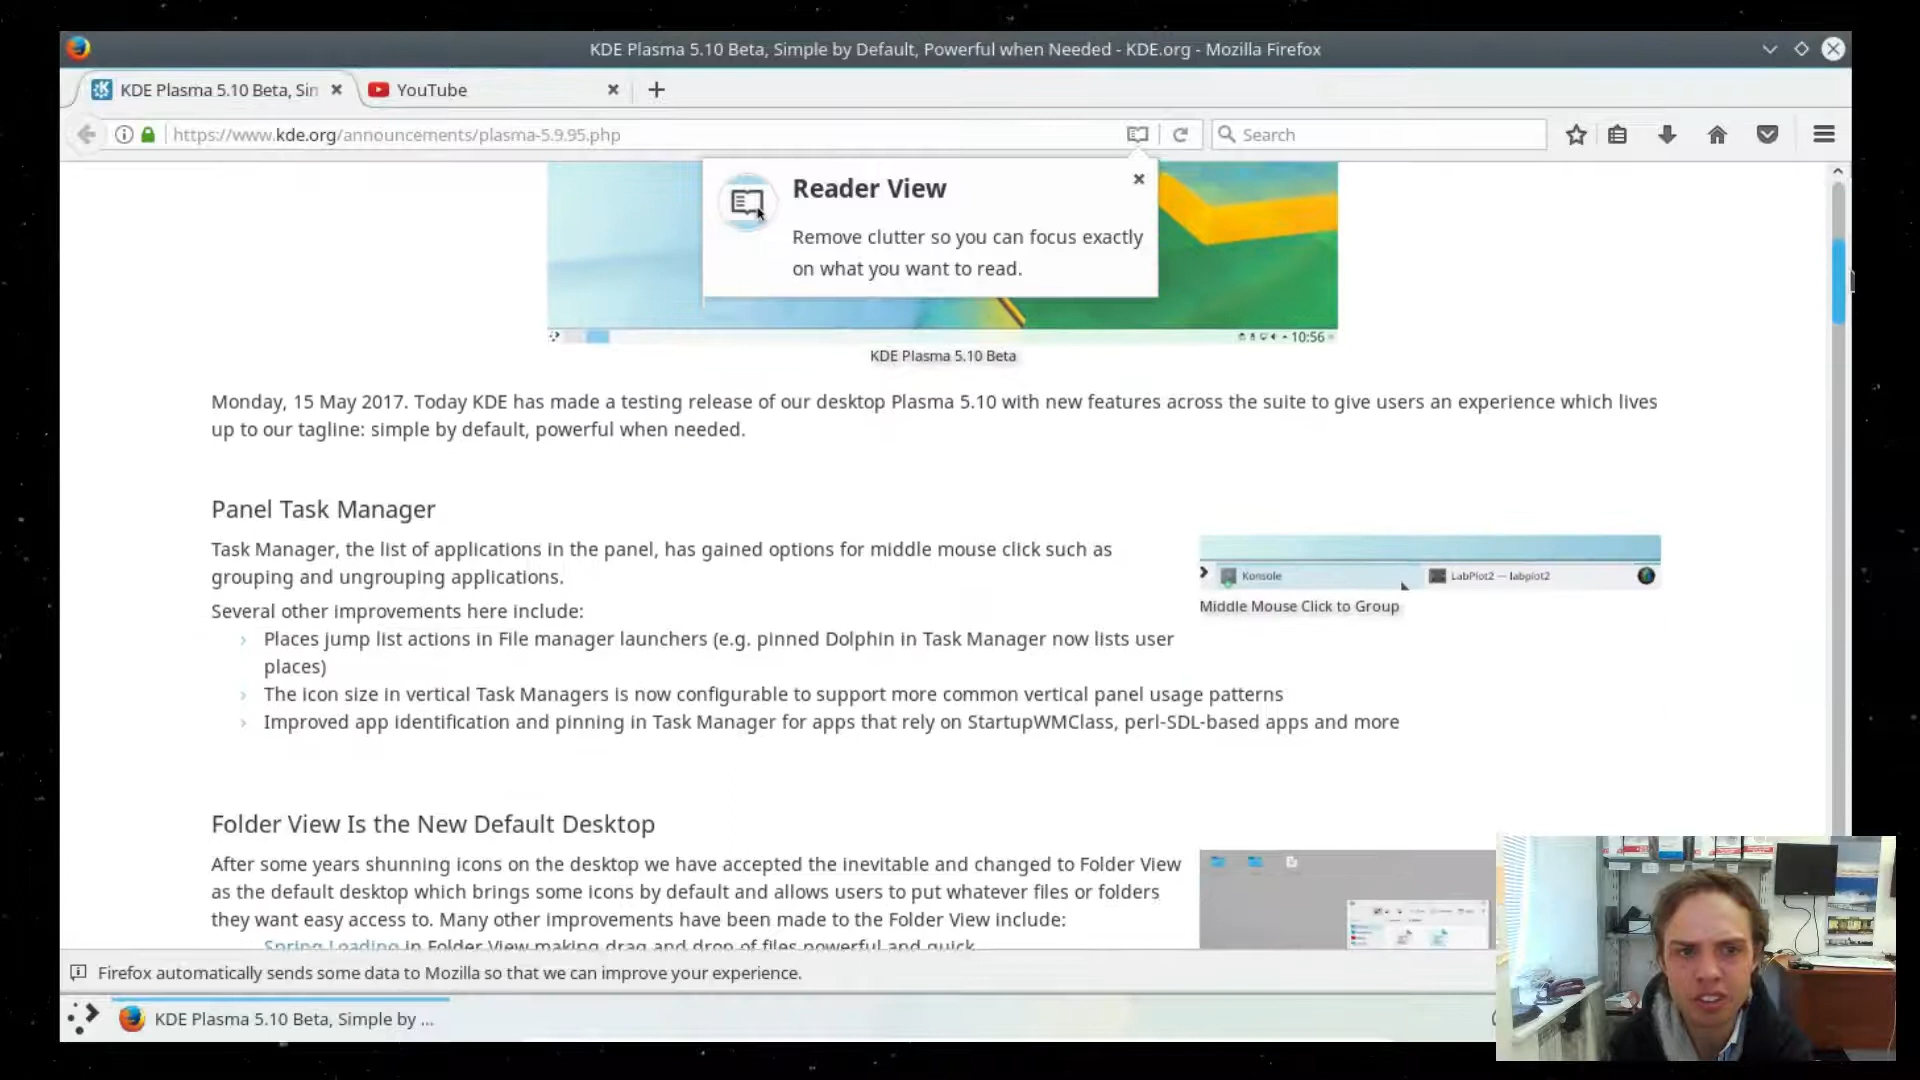 KDE Plasma 5.10 Beta, Simple by Default, Powerful when Needed - KDE.org - Mozilla Firefox
KDE Plasma 5.10 Beta, Sin
YouTube
https://www.kde.org/announcements/plasma-5.9.95.php
Search
Reader View
Remove clutter so you can focus exactly
on what you want to read.
10:56
KDE Plasma 5.10 Beta
Monday, 15 May 2017. Today KDE has made a testing release of our desktop Plasma 5.10 with new features across the suite to give users an experience which lives
up to our tagline: simple by default, powerful when needed.
Panel Task Manager
Task Manager, the list of applications in the panel, has gained options for middle mouse click such as
grouping and ungrouping applications.
Konsole
LabPlot2 — labplot2
Middle Mouse Click to Group
Several other improvements here include:
Places jump list actions in File manager launchers (e.g. pinned Dolphin in Task Manager now lists user
places)
The icon size in vertical Task Managers is now configurable to support more common vertical panel usage patterns
Improved app identification and pinning in Task Manager for apps that rely on StartupWMClass, perl-SDL-based apps and more
Folder View Is the New Default Desktop
After some years shunning icons on the desktop we have accepted the inevitable and changed to Folder View
as the default desktop which brings some icons by default and allows users to put whatever files or folders
they want easy access to. Many other improvements have been made to the Folder View include:
Spring Loading in Folder View making drag and drop of files powerful and quick
Firefox automatically sends some data to Mozilla so that we can improve your experience.
KDE Plasma 5.10 Beta, Simple by ...